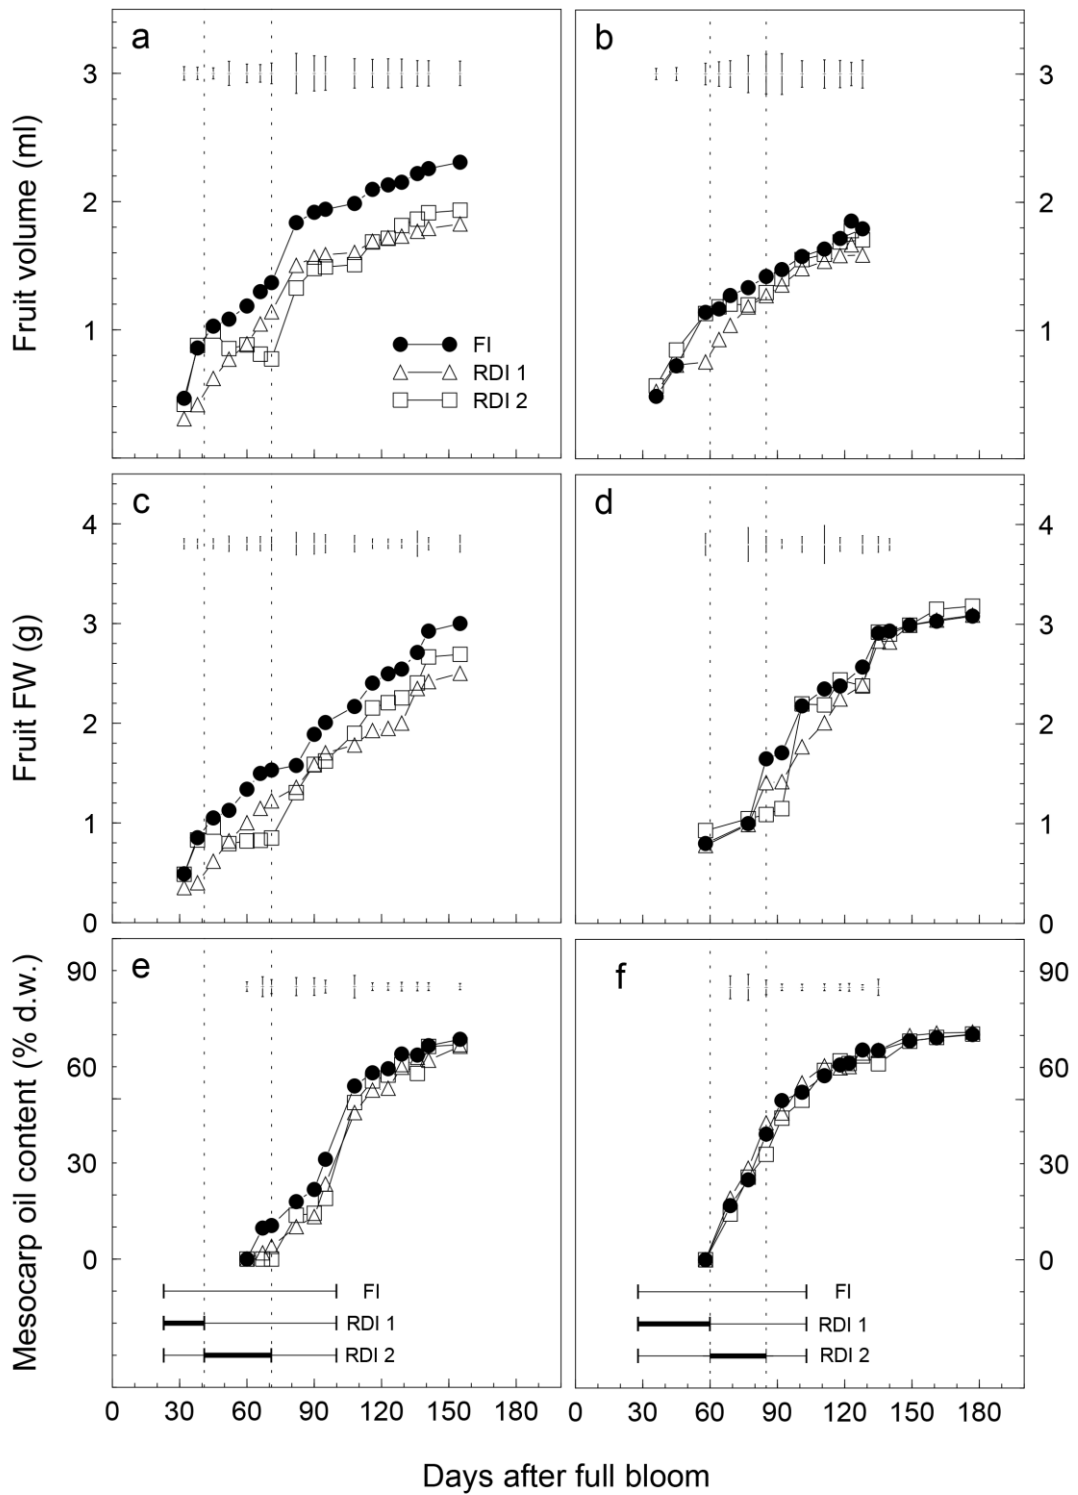 a
b
3
3
2
2
1
1
Fruit volume (ml)
FI
RDI 1
RDI 2
c
d
4
4
3
3
2
2
1
1
0
0
Fruit FW (g)
e
f
90
90
60
60
30
30
0
0
Mesocarp oil content (% d.w.)
FI
FI
RDI 1
RDI 1
RDI 2
RDI 2
0 30 60 90 120 150 180
0 30 60 90 120 150 180
Days after full bloom